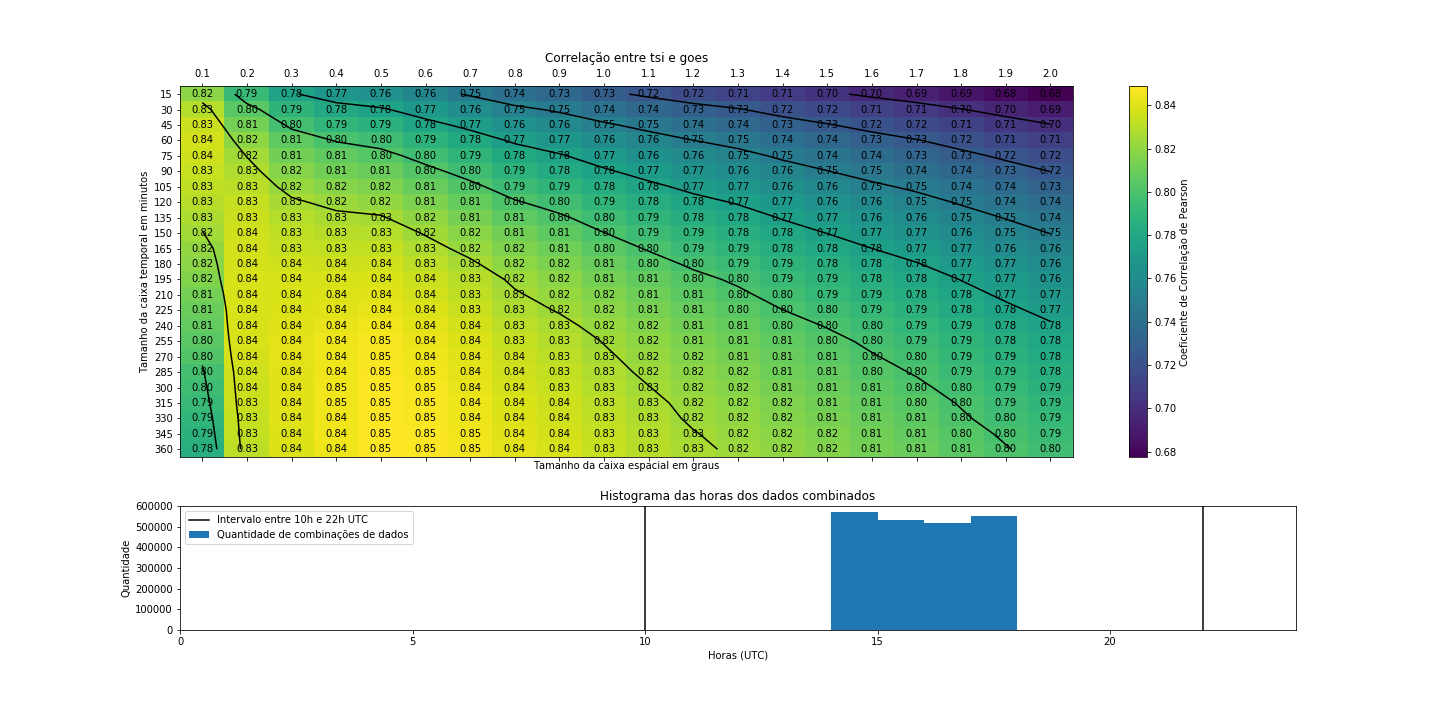 Correlação entre tsi e goes
0.1 0.2 0.3 0.4 0.5 0.6 0.7 0.8 0.9 1.0 1.1 1.2 1.3 1.4 1.5 1.6 1.7 1.8 1.9 2.0
15 0.82 0.79 0.78 0.77 0.76 0.76 0.75 0.74 0.73 0.73 0.72 0.72 0.71 0.71 0.70 0.70 0.69 0.69 0.68 0.68
30 0.83 0.80 0.79 0.78 0.78 0.77 0.76 0.75 0.75 0.74 0.74 0.73 0.73 0.72 0.72 0.71 0.71 0.70 0.70 0.69
45 0.83 0.81 0.80 0.79 0.79 0.78 0.77 0.76 0.76 0.75 0.75 0.74 0.74 0.73 0.73 0.72 0.72 0.71 0.71 0.70
60 0.84 0.82 0.81 0.80 0.80 0.79 0.78 0.77 0.77 0.76 0.76 0.75 0.75 0.74 0.74 0.73 0.73 0.72 0.71 0.71
75 0.84 0.82 0.81 0.81 0.80 0.80 0.79 0.78 0.78 0.77 0.76 0.76 0.75 0.75 0.74 0.74 0.73 0.73 0.72 0.72
90 0.83 0.83 0.82 0.81 0.81 0.80 0.80 0.79 0.78 0.78 0.77 0.77 0.76 0.76 0.75 0.75 0.74 0.74 0.73 0.72
105 0.83 0.83 0.82 0.82 0.82 0.81 0.80 0.79 0.79 0.78 0.78 0.77 0.77 0.76 0.76 0.75 0.75 0.74 0.74 0.73
120 0.83 0.83 0.83 0.82 0.82 0.81 0.81 0.80 0.80 0.79 0.78 0.78 0.77 0.77 0.76 0.76 0.75 0.75 0.74 0.74
135 0.83 0.83 0.83 0.83 0.83 0.82 0.81 0.81 0.80 0.80 0.79 0.78 0.78 0.77 0.77 0.76 0.76 0.75 0.75 0.74
150 0.82 0.84 0.83 0.83 0.83 0.82 0.82 0.81 0.81 0.80 0.79 0.79 0.78 0.78 0.77 0.77 0.76 0.76 0.75 0.75
165 0.82 0.84 0.83 0.83 0.83 0.83 0.82 0.82 0.81 0.80 0.80 0.79 0.79 0.78 0.78 0.78 0.77 0.77 0.76 0.76
180 0.82 0.84 0.84 0.84 0.84 0.83 0.83 0.82 0.82 0.81 0.80 0.80 0.79 0.79 0.78 0.78 0.78 0.77 0.77 0.76
195 0.82 0.84 0.84 0.84 0.84 0.84 0.83 0.82 0.82 0.81 0.81 0.80 0.80 0.79 0.79 0.78 0.78 0.77 0.77 0.76
210 0.81 0.84 0.84 0.84 0.84 0.84 0.83 0.83 0.82 0.82 0.81 0.81 0.80 0.80 0.79 0.79 0.78 0.78 0.77 0.77
225 0.81 0.84 0.84 0.84 0.84 0.84 0.84 0.83 0.82 0.82 0.81 0.81 0.80 0.80 0.80 0.79 0.79 0.78 0.78 0.77
240 0.81 0.84 0.84 0.84 0.84 0.84 0.84 0.83 0.83 0.82 0.82 0.81 0.81 0.80 0.80 0.80 0.79 0.79 0.78 0.78
255 0.80 0.84 0.84 0.84 0.85 0.84 0.84 0.83 0.83 0.82 0.82 0.81 0.81 0.81 0.80 0.80 0.79 0.79 0.78 0.78
270 0.80 0.84 0.84 0.84 0.85 0.84 0.84 0.84 0.83 0.83 0.82 0.82 0.81 0.81 0.81 0.80 0.80 0.79 0.79 0.78
285 0.80 0.84 0.84 0.84 0.85 0.85 0.84 0.84 0.83 0.83 0.82 0.82 0.82 0.81 0.81 0.80 0.80 0.79 0.79 0.78
300 0.80 0.84 0.84 0.85 0.85 0.85 0.84 0.84 0.83 0.83 0.83 0.82 0.82 0.81 0.81 0.81 0.80 0.80 0.79 0.79
315 0.79 0.83 0.84 0.84 0.85 0.85 0.84 0.84 0.84 0.83 0.83 0.82 0.82 0.82 0.81 0.81 0.80 0.80 0.79 0.79
330 0.79 0.83 0.84 0.84 0.85 0.85 0.84 0.84 0.84 0.83 0.83 0.82 0.82 0.82 0.81 0.81 0.81 0.80 0.80 0.79
345 0.79 0.83 0.84 0.84 0.85 0.85 0.85 0.84 0.84 0.83 0.83 0.83 0.82 0.82 0.82 0.81 0.81 0.80 0.80 0.79
360 0.78 0.83 0.84 0.84 0.85 0.85 0.85 0.84 0.84 0.83 0.83 0.83 0.82 0.82 0.82 0.81 0.81 0.80 0.80 0.80
Tamanho da caixa temporal em minutos
Tamanho da caixa espacial em graus
0.84
0.82
0.80
0.78
0.76
0.74
0.72
0.70
0.68
Coeficiente de Correlação de Pearson
Histograma das horas dos dados combinados
Intervalo entre 10h e 22h UTC
Quantidade de combinações de dados
600000
500000
400000
300000
200000
100000
0
Quantidade
0 5 10 15 20
Horas (UTC)